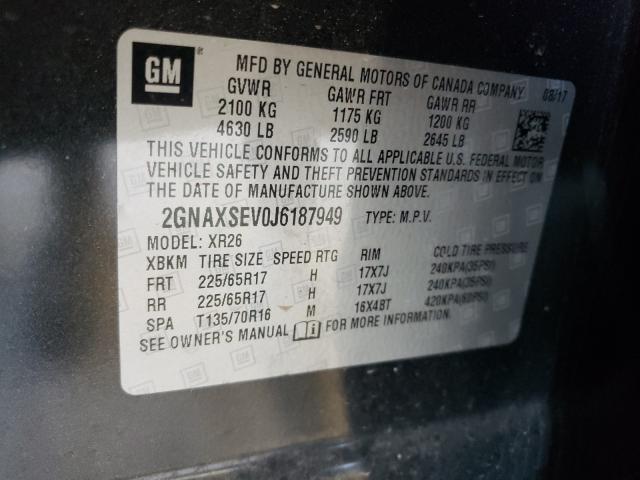 GM
MFD BY GENERAL MOTORS OF CANADA COMPANY 08/17
GVWR GAWR FRT GAWR RR
2100 KG 1175 KG 1200 KG
4630 LB 2590 LB 2645 LB
THIS VEHICLE CONFORMS TO ALL APPLICABLE U.S. FEDERAL MOTOR
VEHICLE SAFETY AND THEFT PREVENTION STANDARDS IN EFFECT ON
THE DATE OF MANUFACTURE SHOWN ABOVE.
2GNAXSEV0J6187949 TYPE: M.P.V.
MODEL: XR26
XBKM TIRE SIZE SPEED RTG RIM COLD TIRE PRESSURE
FRT 225/65R17 H 17X7J 240KPA(35PSI)
RR 225/65R17 H 17X7J 240KPA(35PSI)
SPA T135/70R16 M 16X4BT 420KPA(60PSI)
SEE OWNER'S MANUAL FOR MORE INFORMATION.